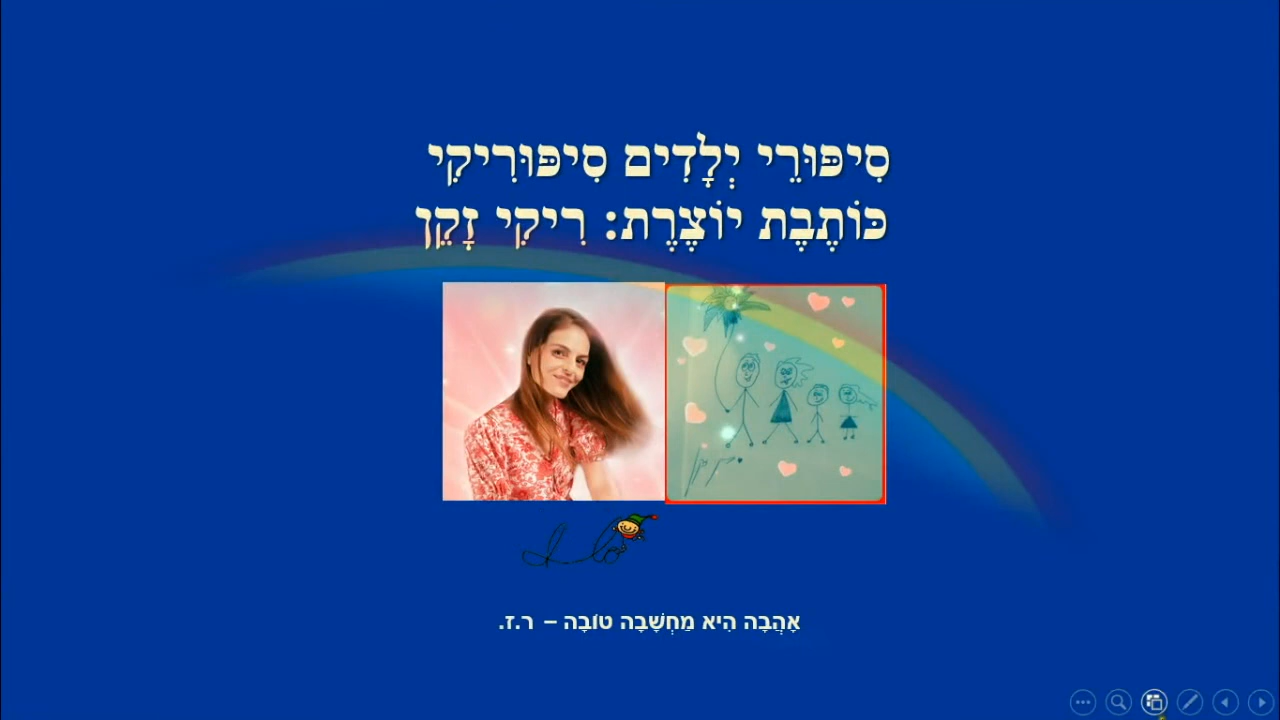 סִיפּוּרֵי יְלָדִים סִיפּוּרִיקִי
כּוֹתֶבֶת יוֹצֶרֶת: רִיקִי זָקֵן
אַהֲבָה הִיא מַחְשָׁבָה טוֹבָה – ר.ז.